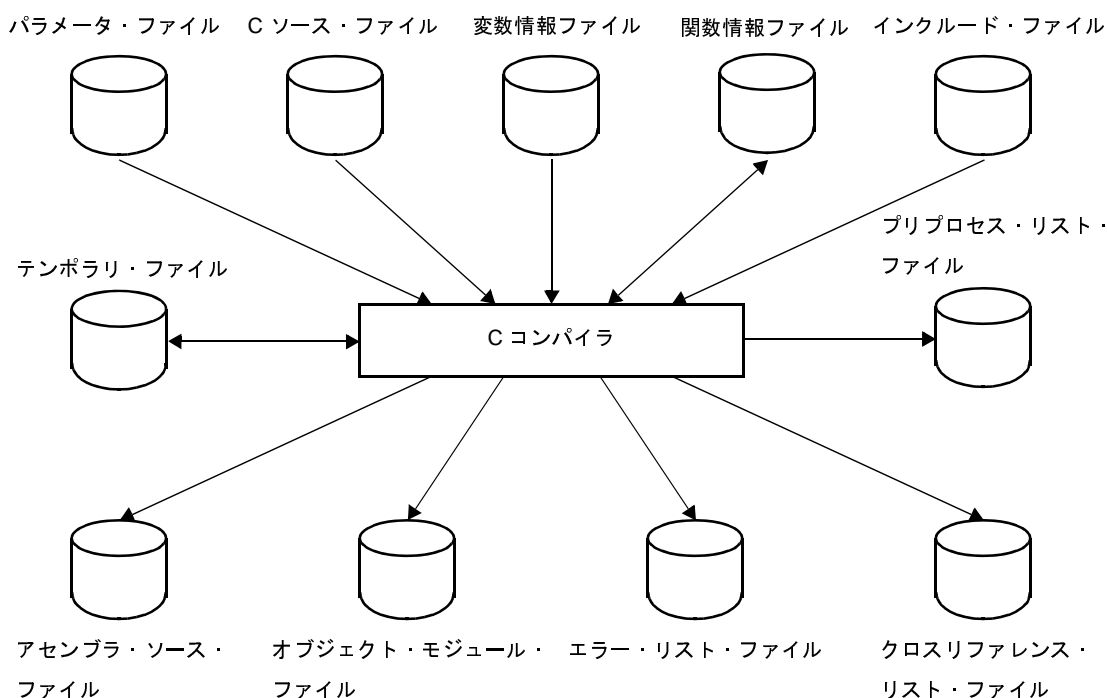 パラメータ・ファイル
C ソース・ファイル
変数情報ファイル
関数情報ファイル
インクルード・ファイル
テンポラリ・ファイル
プリプロセス・リスト・
ファイル
C コンパイラ
アセンブラ・ソース・
ファイル
オブジェクト・モジュール・
ファイル
エラー・リスト・ファイル
クロスリファレンス・
リスト・ファイル